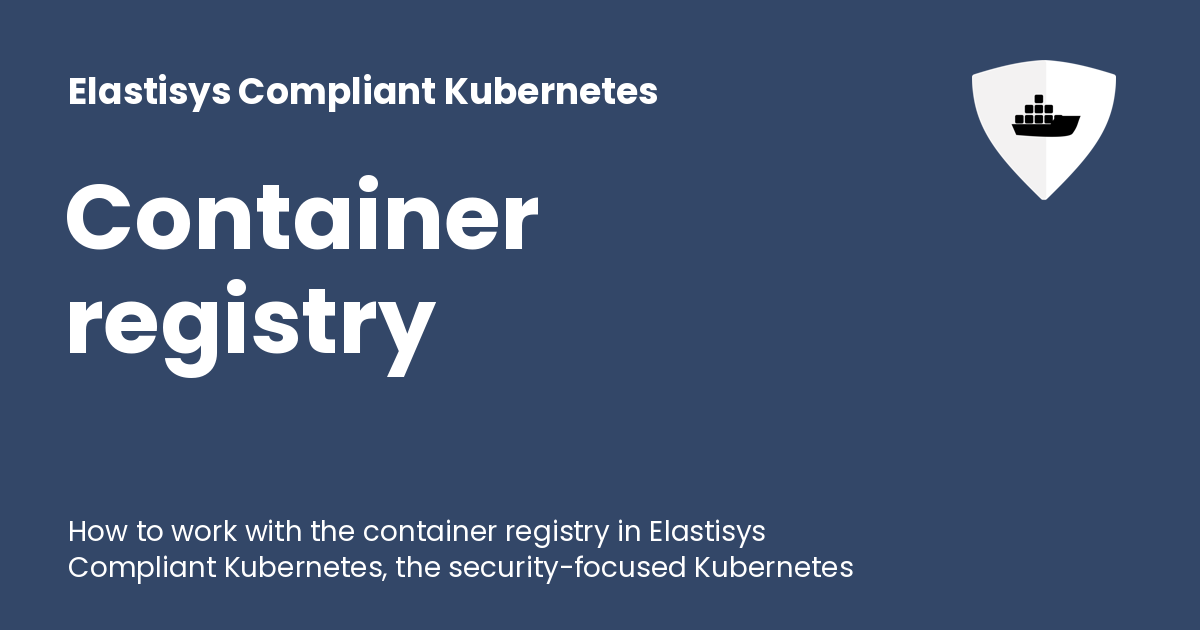 Elastisys Compliant Kubernetes
Container
registry
How to work with the container registry in Elastisys
Compliant Kubernetes, the security-focused Kubernetes